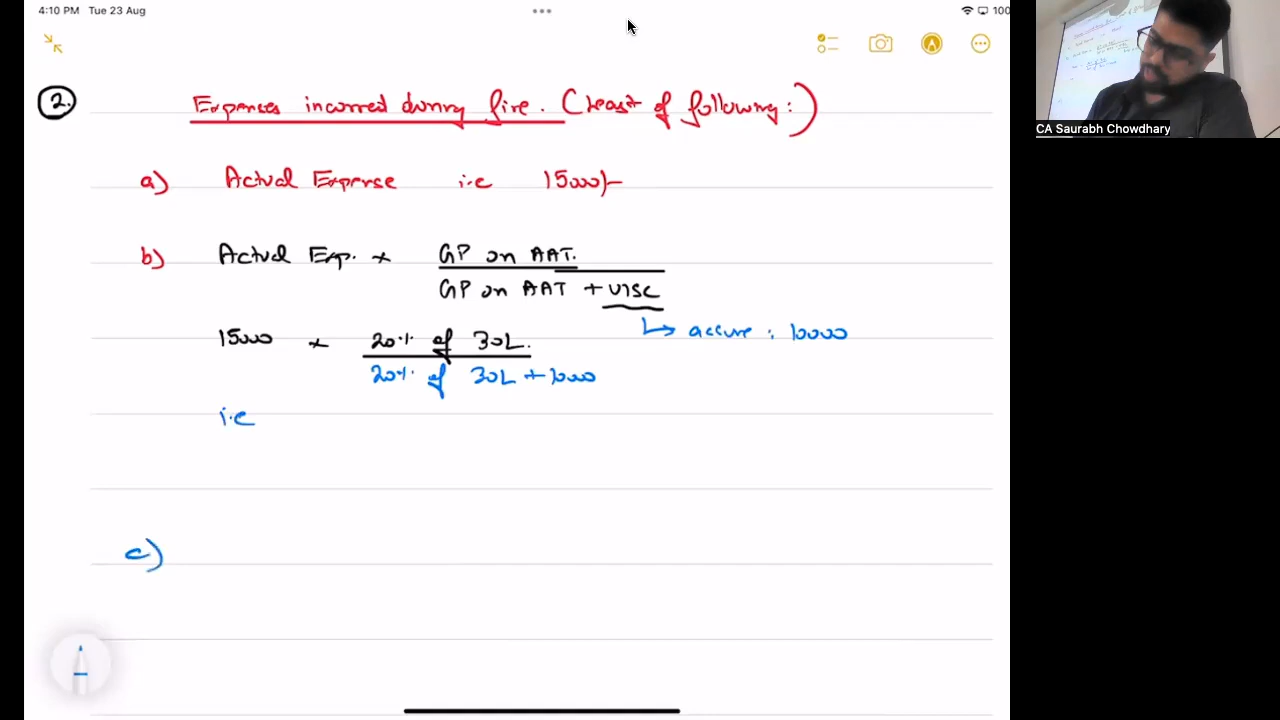 4:10 PM Tue 23 Aug
100
2. Expenses incurred during fire. (Least of following:)
a) Actual Expense i.e 15000/-
b) Actual Exp. × GP on AAT.
GP on AAT + UISC
↳ assume : 10000
15000 × 20% of 30L.
20% of 30L + 10000
i.e
c)
CA Saurabh Chowdhary